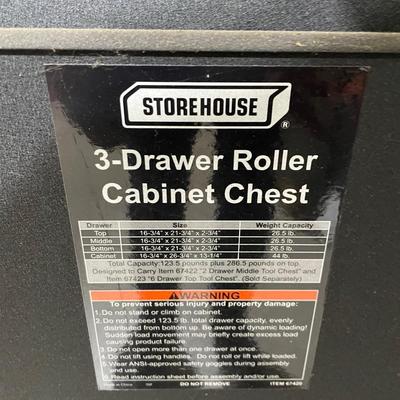 STOREHOUSE
®
3-Drawer Roller
Cabinet Chest
Drawer Size Weight Capacity
Top 16-3/4" x 21-3/4" x 2-3/4" 26.5 lb.
Middle 16-3/4" x 21-3/4" x 2-3/4" 26.5 lb.
Bottom 16-3/4" x 21-3/4" x 2-3/4" 26.5 lb.
Cabinet 16-3/4" x 26-3/4" x 13-1/4" 44 lb.
Total Capacity:123.5 pounds plus 286.5 pounds on top.
Designed to Carry Item 67422 "2 Drawer Middle Tool Chest" and
Item 67423 "6 Drawer Top Tool Chest". (Sold Separately)
WARNING
To prevent serious injury and property damage:
1. Do not stand or climb on cabinet.
2. Do not exceed 123.5 lb. total drawer capacity, evenly
distributed from bottom up. Be aware of dynamic loading!
Sudden load movement may briefly create excess load
causing product failure.
3. Do not open more than one drawer at once.
4. Do not lift using handles. Do not roll or lift while loaded.
5. Wear ANSI-approved safety goggles during assembly
and use.
6. Read instruction sheet before assembly and/or use.
Made in China DO NOT REMOVE ITEM 67420